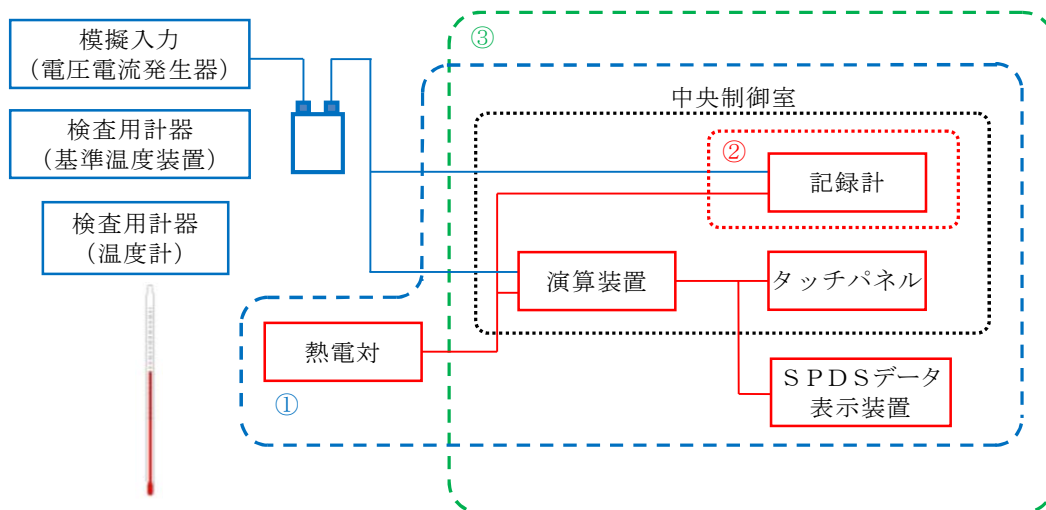 模擬入力
（電圧電流発生器）
検査用計器
（基準温度装置）
検査用計器
（温度計）
③
中央制御室
②
記録計
演算装置
タッチパネル
熱電対
①
ＳＰＤＳデータ
表示装置